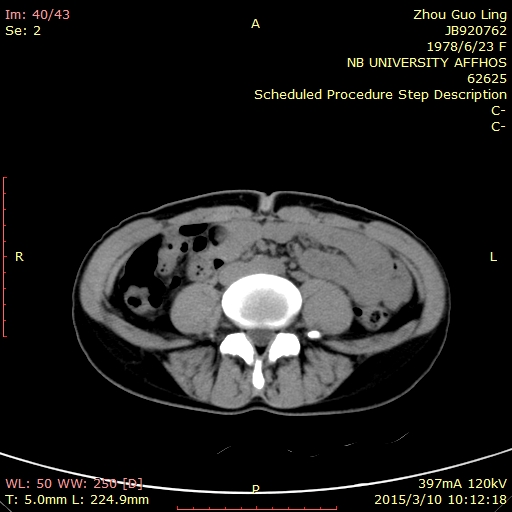 Im: 40/43
Se: 2
A
Zhou Guo Ling
JB920762
1978/6/23 F
NB UNIVERSITY AFFHOS
62625
Scheduled Procedure Step Description
C-
C-
R
L
WL: 50 WW: 250 [D]
T: 5.0mm L: 224.9mm
P
397mA 120kV
2015/3/10 10:12:18